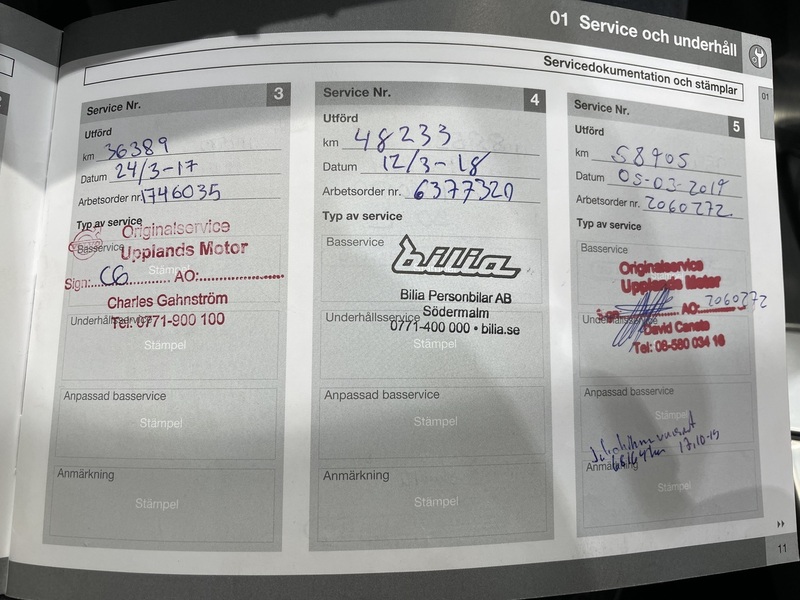 01 Service och underhåll
Servicedokumentation och stämplar
01
Service Nr. 3
Utförd
km 36389
Datum 24/3-17
Arbetsorder nr. 1746035
Typ av service
Basservice
Originalservice
Upplands Motor
Sign: CG AO:
Charles Gahnström
Tel: 0771-900 100
Underhållsservice
Stämpel
Anpassad basservice
Stämpel
Anmärkning
Stämpel
Service Nr. 4
Utförd
km 48233
Datum 12/3-18
Arbetsorder nr. 6377320
Typ av service
Basservice
bilia
Bilia Personbilar AB
Södermalm
0771-400 000 • bilia.se
Underhållsservice
Stämpel
Anpassad basservice
Stämpel
Anmärkning
Stämpel
Service Nr. 5
Utförd
km 58905
Datum 05-03-2019
Arbetsorder nr. 2060272
Typ av service
Basservice
Originalservice
Upplands Motor
Sign AO: 2060272
David Canete
Tel: 08-580 034 16
Underhållsservice
Anpassad basservice
Stämpel
17.10-19
Anmärkning
Stämpel
11